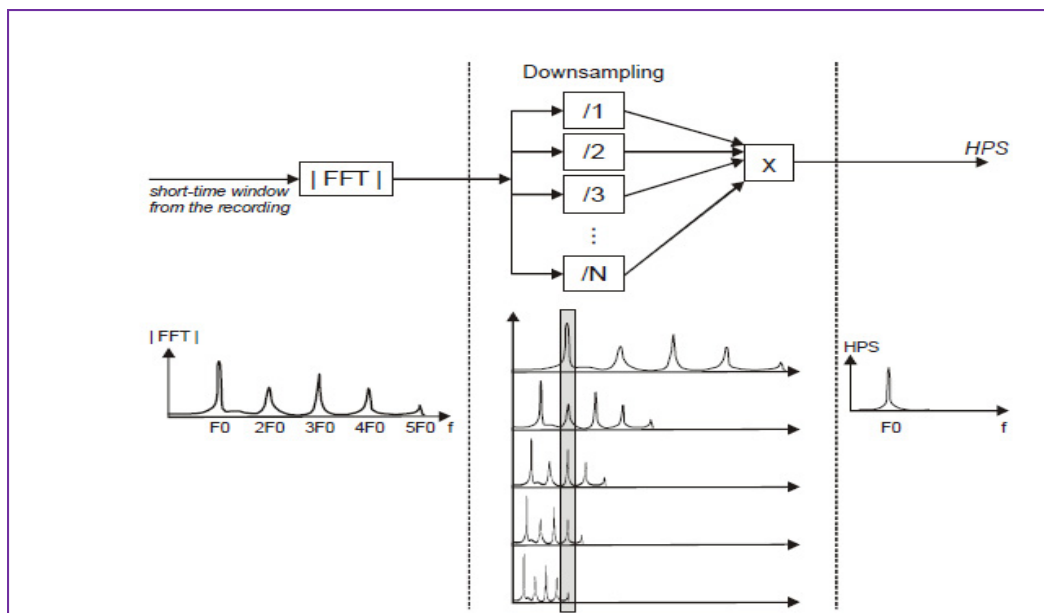 Downsampling
/1
/2
/3
⋮
/N
| FFT |
short-time window
from the recording
X
HPS
| FFT |
F0 2F0 3F0 4F0 5F0 f
HPS
F0 f